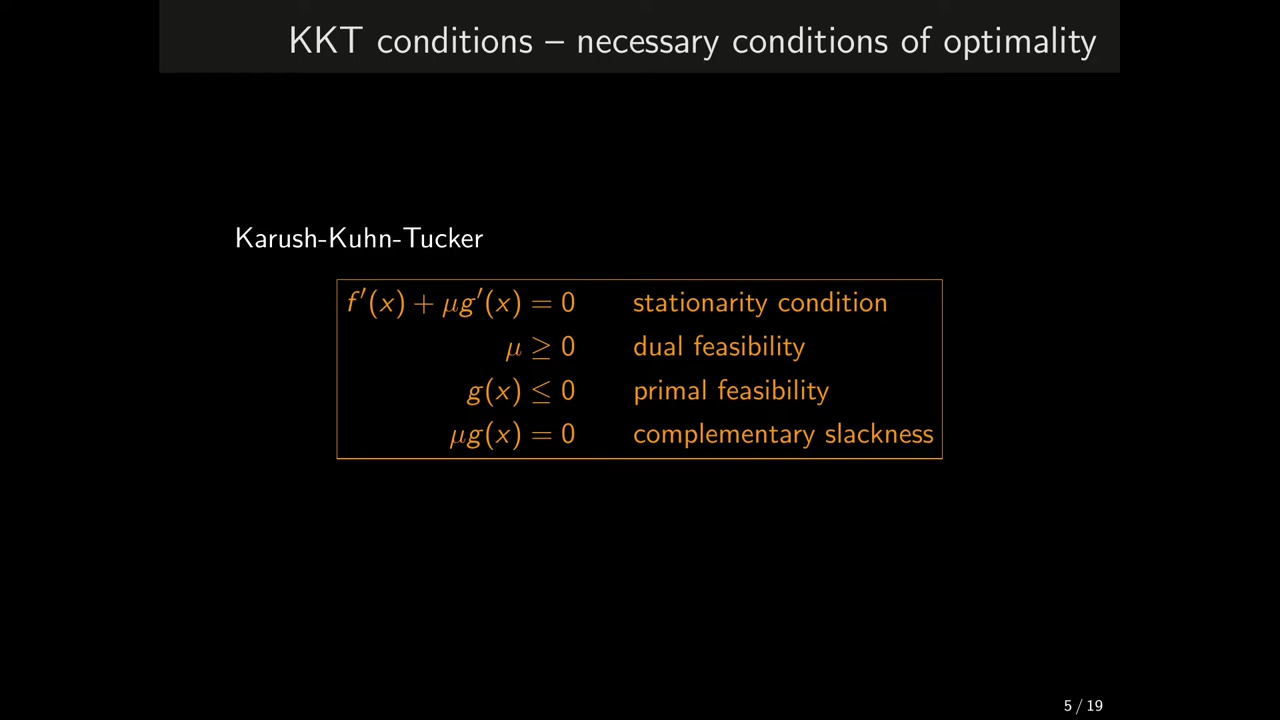 KKT conditions – necessary conditions of optimality
Karush-Kuhn-Tucker
f′(x) + μg′(x) = 0 stationarity condition
μ ≥ 0 dual feasibility
g(x) ≤ 0 primal feasibility
μg(x) = 0 complementary slackness
5 / 19